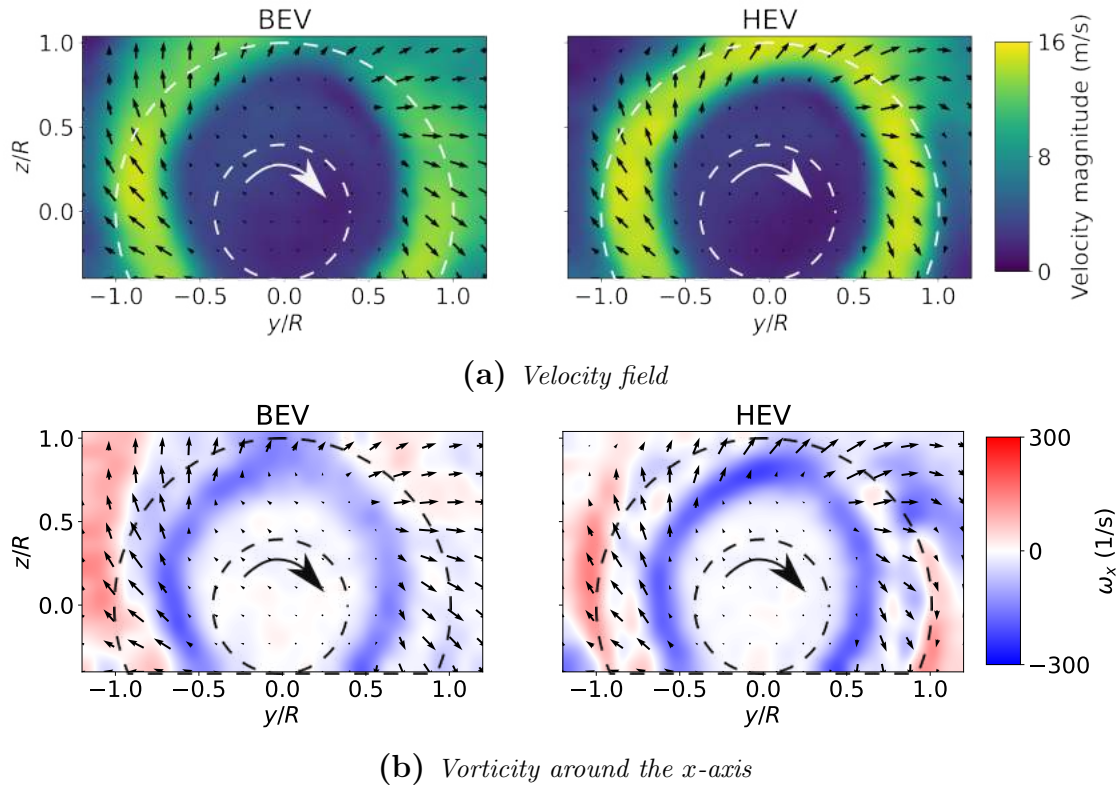 BEV
HEV
1.0
0.5
0.0
z/R
−1.0 −0.5 0.0 0.5 1.0
y/R
−1.0 −0.5 0.0 0.5 1.0
y/R
16
8
0
Velocity magnitude (m/s)
(a) Velocity field
BEV
HEV
1.0
0.5
0.0
z/R
−1.0 −0.5 0.0 0.5 1.0
y/R
−1.0 −0.5 0.0 0.5 1.0
y/R
300
0
−300
ωx (1/s)
(b) Vorticity around the x-axis